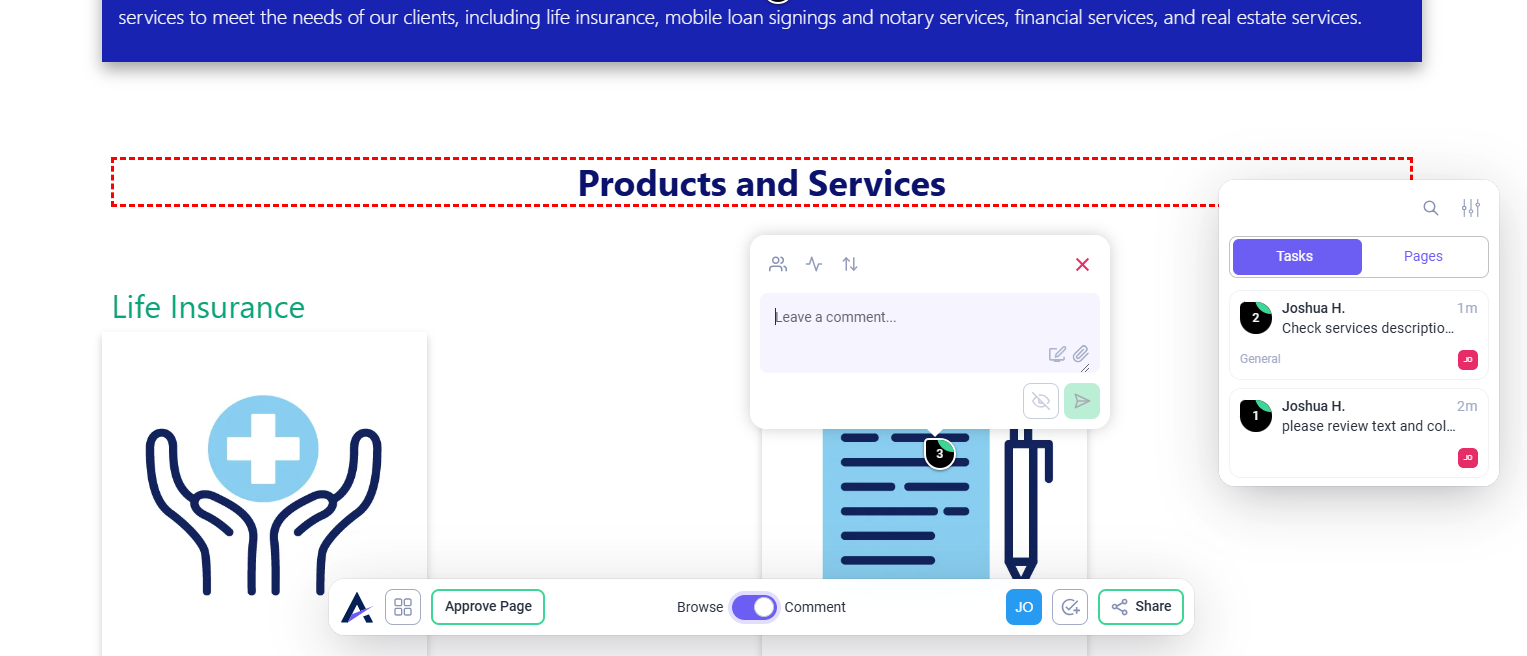 services to meet the needs of our clients, including life insurance, mobile loan signings and notary services, financial services, and real estate services.
Products and Services
Tasks
Pages
Life Insurance
Leave a comment...
2
Joshua H.
1m
Check services descriptio...
General
JO
1
Joshua H.
2m
please review text and col...
JO
3
Approve Page
Browse
Comment
JO
Share